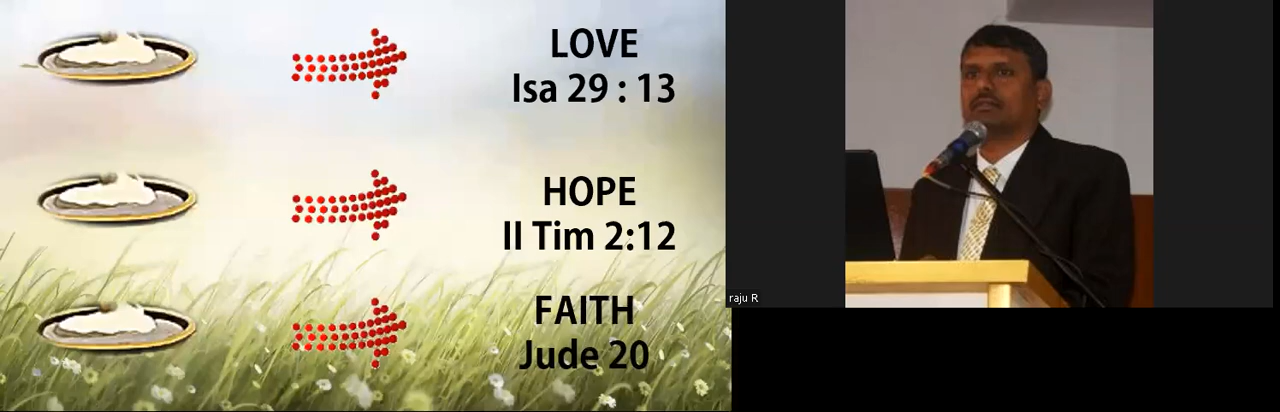 LOVE
Isa 29 : 13
HOPE
II Tim 2:12
FAITH
Jude 20
raju R